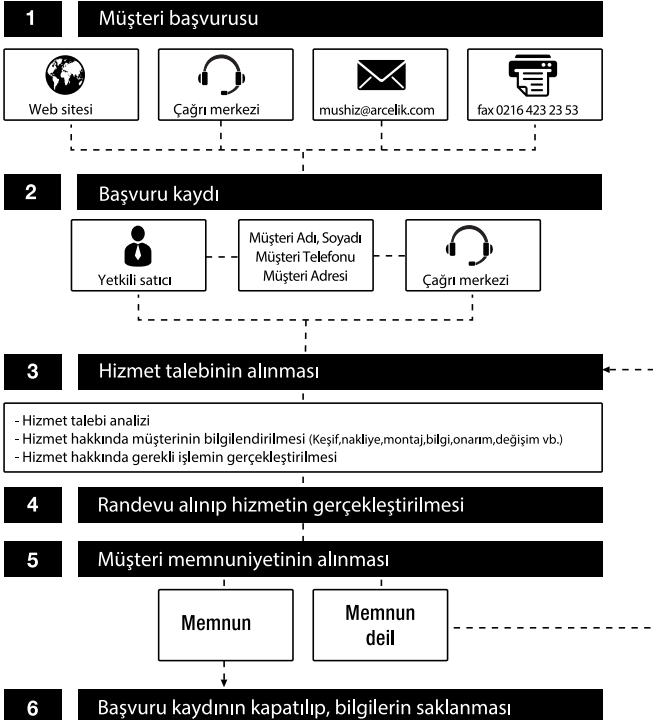 1 Müşteri başvurusu
Web sitesi
Çağrı merkezi
mushiz@arcelik.com
fax 0216 423 23 53
2 Başvuru kaydı
Yetkili satıcı
Müşteri Adı, Soyadı
Müşteri Telefonu
Müşteri Adresi
Çağrı merkezi
3 Hizmet talebinin alınması
- Hizmet talebi analizi
- Hizmet hakkında müşterinin bilgilendirilmesi (Keşif,nakliye,montaj,bilgi,onarım,değişim vb.)
- Hizmet hakkında gerekli işlemin gerçekleştirilmesi
4 Randevu alınıp hizmetin gerçekleştirilmesi
5 Müşteri memnuniyetinin alınması
Memnun
Memnun
deil
6 Başvuru kaydının kapatılıp, bilgilerin saklanması